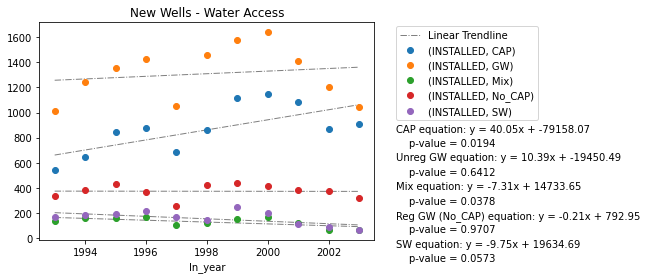 New Wells - Water Access
1600
1400
1200
1000
800
600
400
200
0
1994
1996
1998
2000
2002
In_year
Linear Trendline
(INSTALLED, CAP)
(INSTALLED, GW)
(INSTALLED, Mix)
(INSTALLED, No_CAP)
(INSTALLED, SW)
CAP equation: y = 40.05x + -79158.07
p-value = 0.0194
Unreg GW equation: y = 10.39x + -19450.49
p-value = 0.6412
Mix equation: y = -7.31x + 14733.65
p-value = 0.0378
Reg GW (No_CAP) equation: y = -0.21x + 792.95
p-value = 0.9707
SW equation: y = -9.75x + 19634.69
p-value = 0.0573